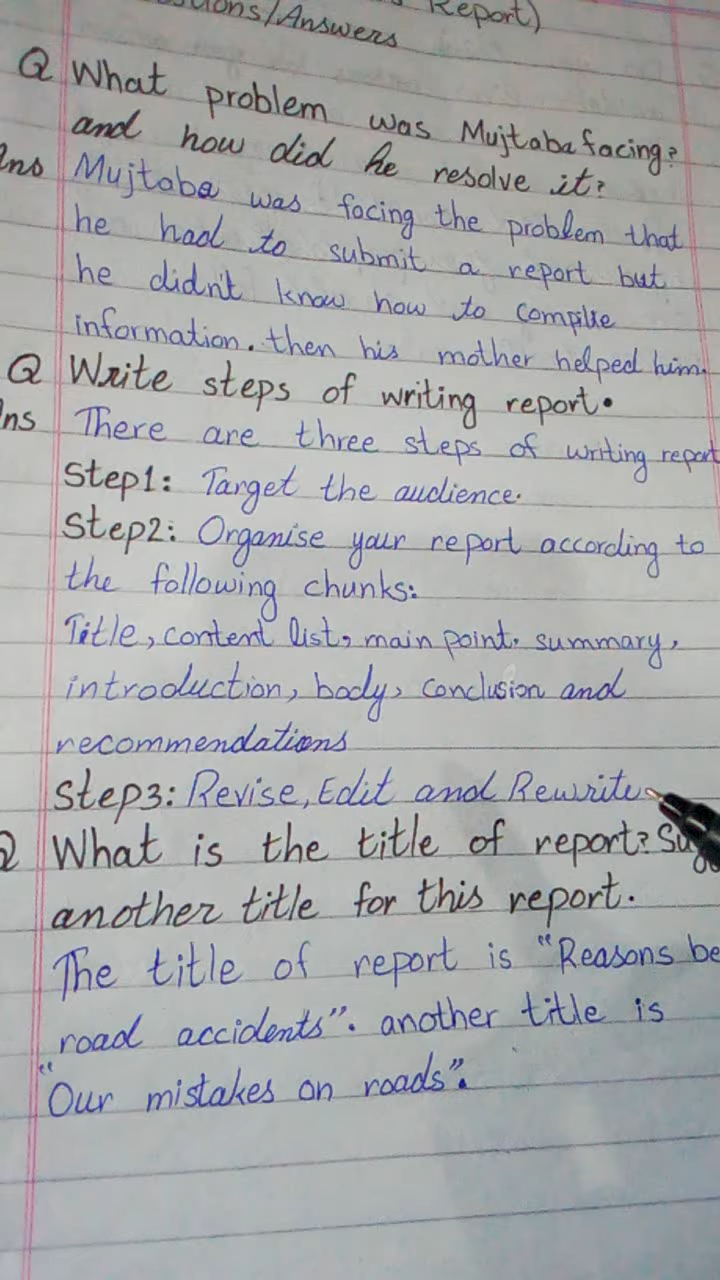 Report)
Questions/Answers
Q What problem was Mujtaba facing?
and how did he resolve it?
Ans Mujtaba was facing the problem that
he had to submit a report but
he didn't know how to complie
information. then his mother helped him.
Q Write steps of writing report.
Ans There are three steps of writing report
Step1: Target the audience.
Step2: Organise your report according to
the following chunks:
Title, content list, main point, summary,
introduction, body, conclusion and
recommendations
Step3: Revise, Edit and Rewrite
Q What is the title of report?
another title for this report.
The title of report is "Reasons be
road accidents". another title is
"Our mistakes on roads".